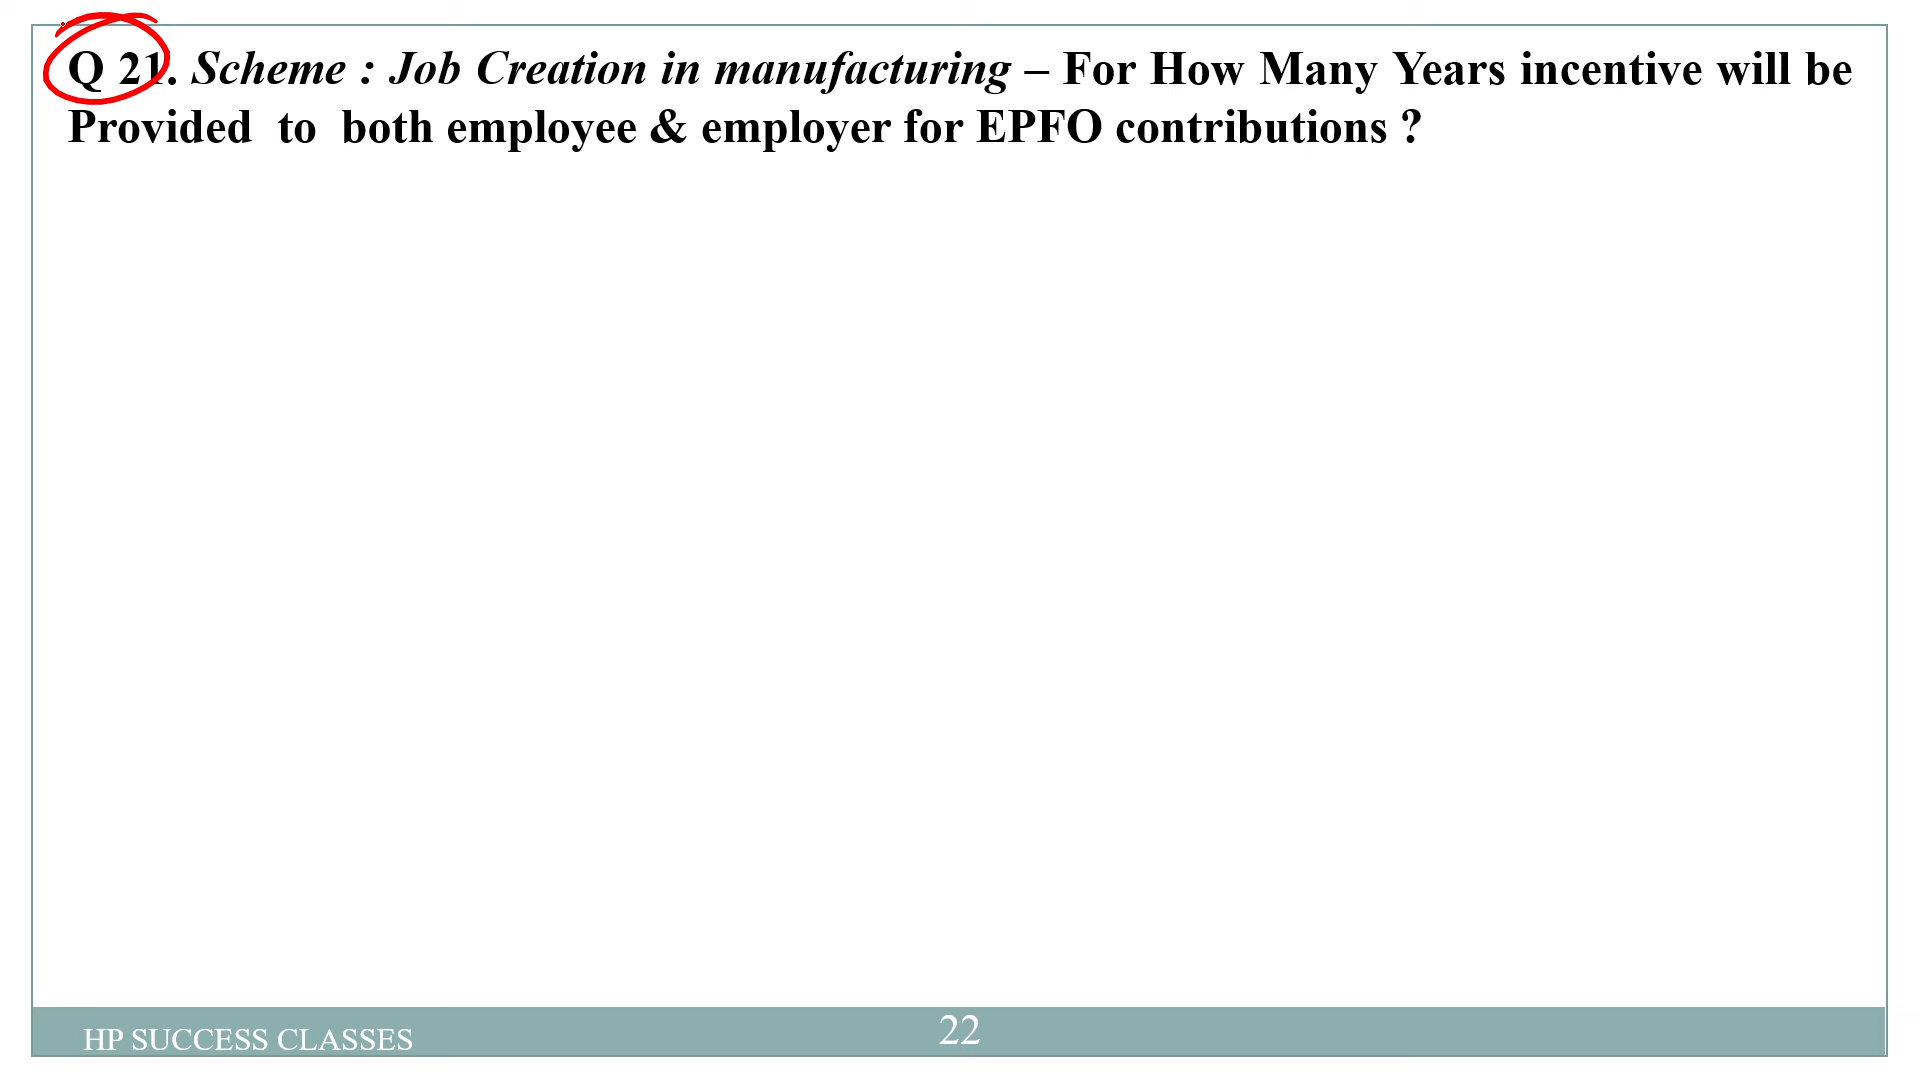 Q 21. Scheme : Job Creation in manufacturing – For How Many Years incentive will be
Provided to both employee & employer for EPFO contributions ?
HP SUCCESS CLASSES
22